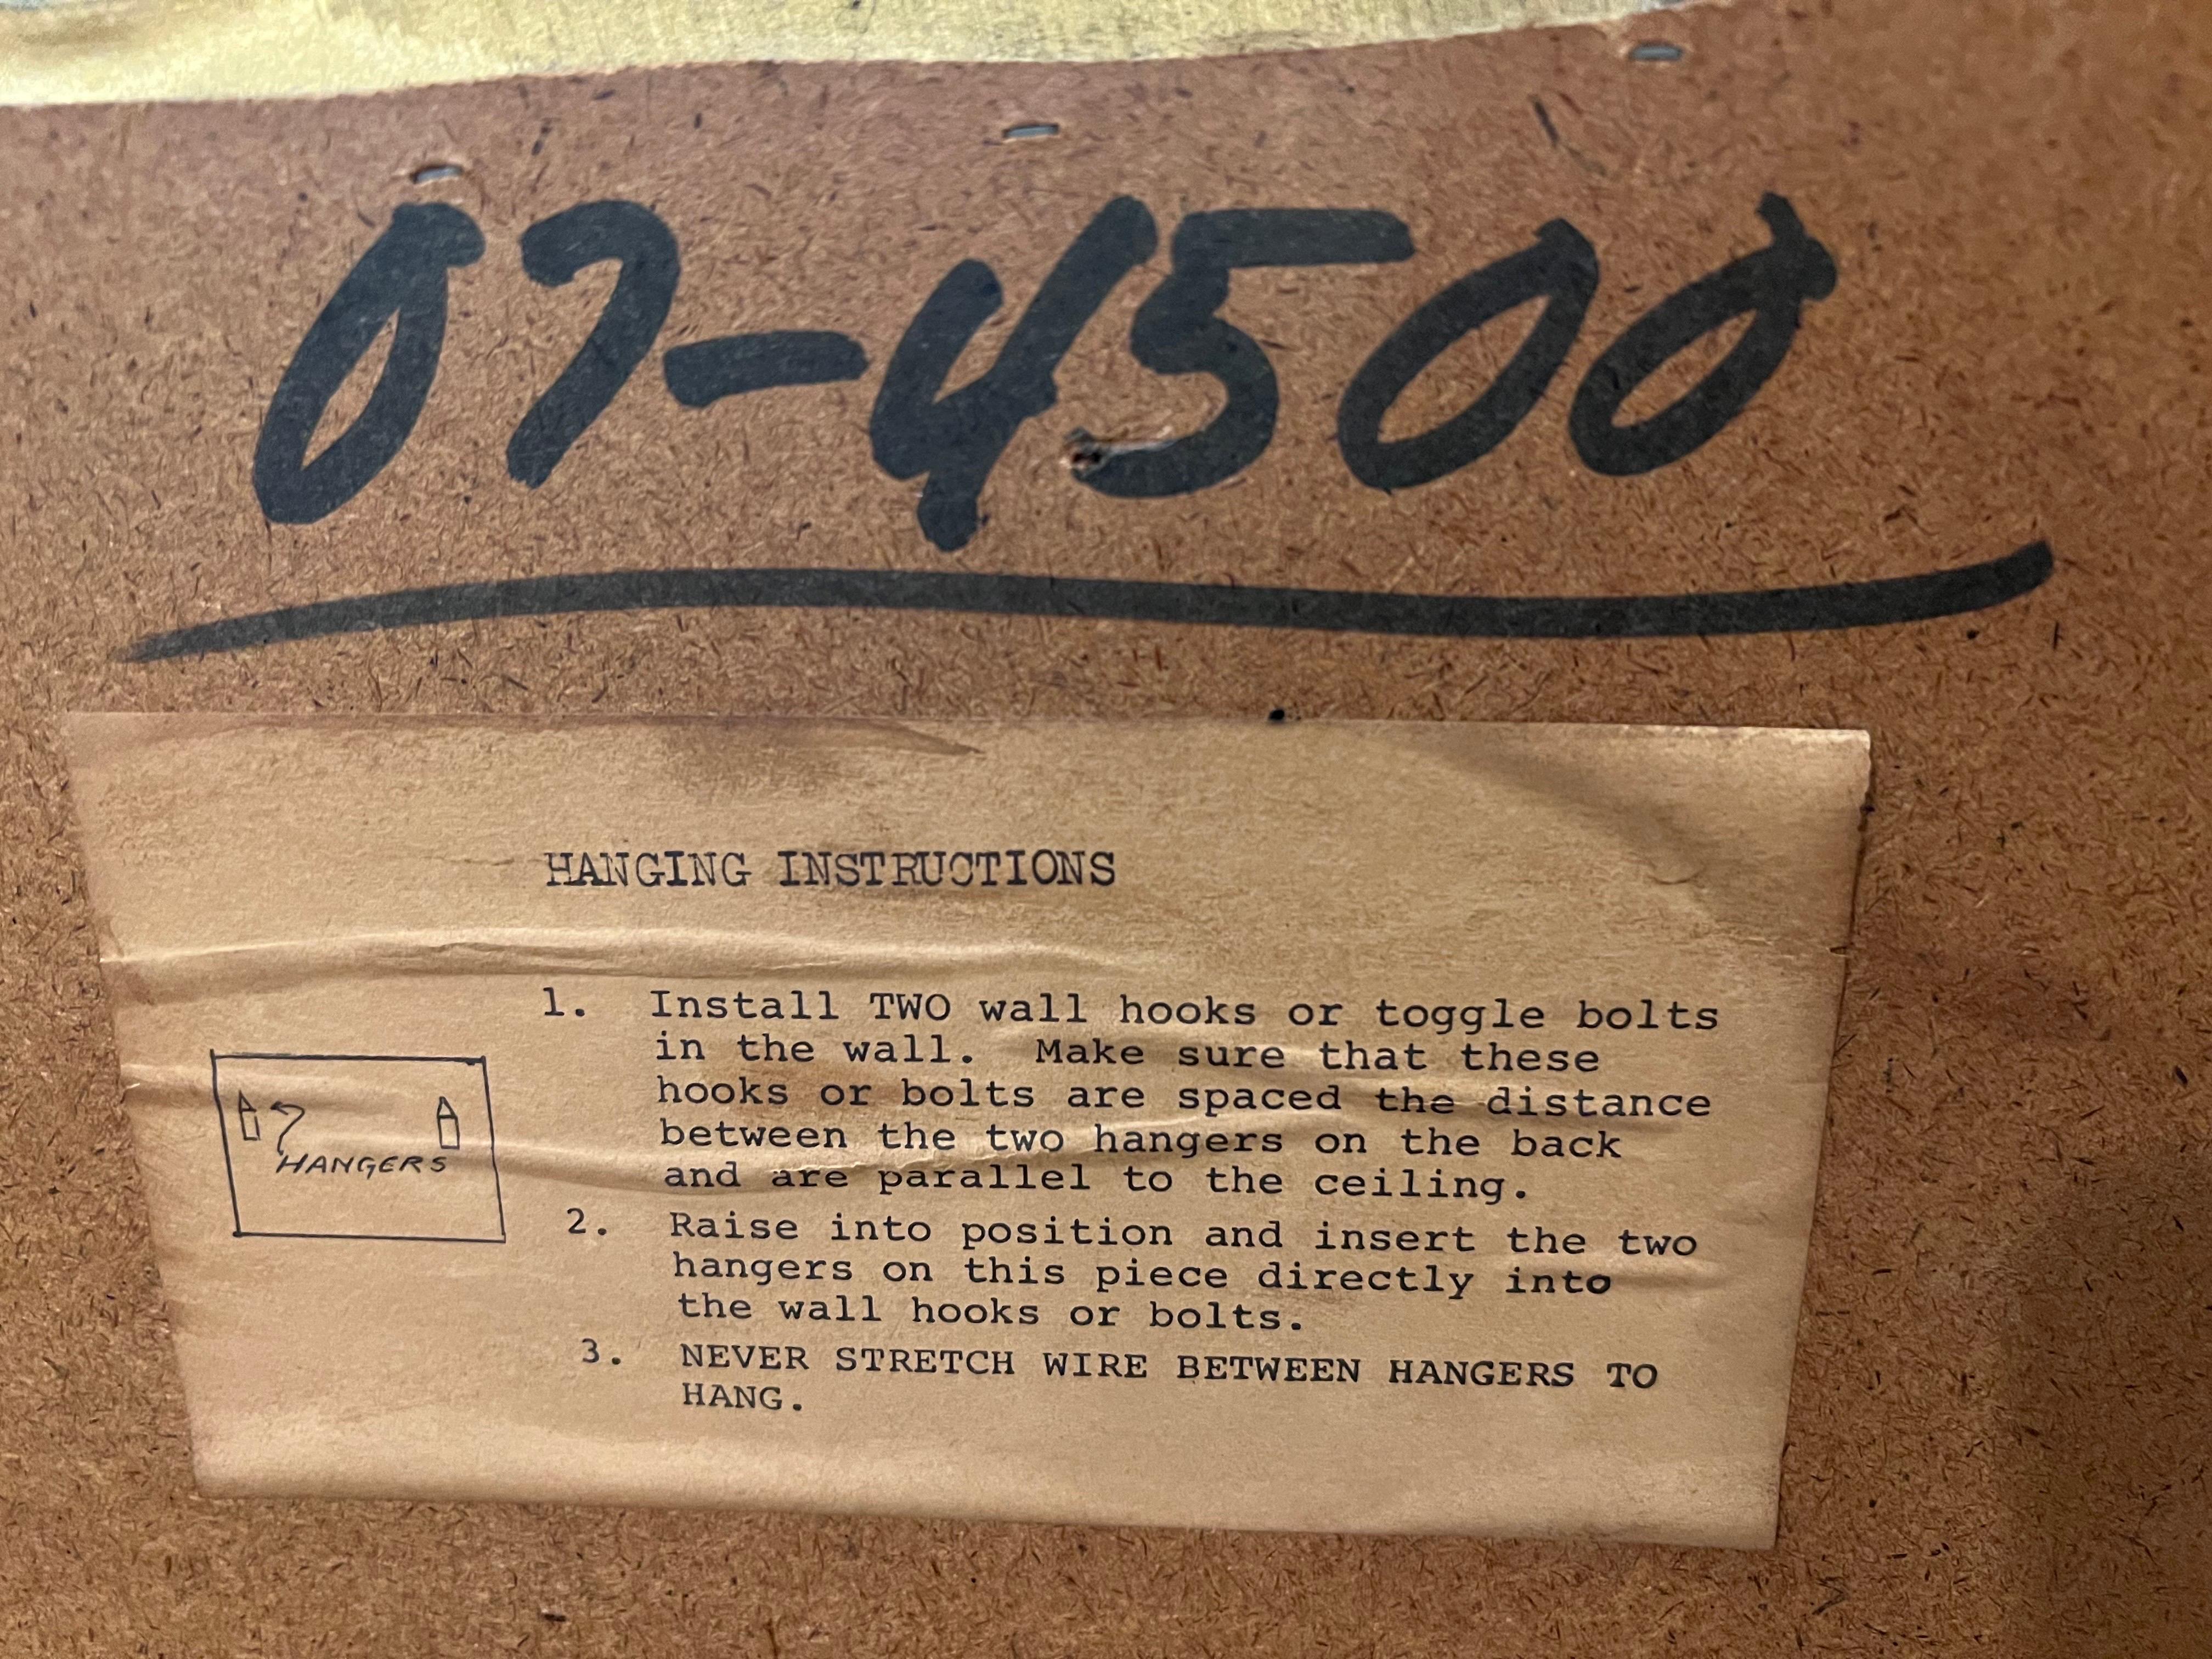 07-4500
HANGING INSTRUCTIONS
1. Install TWO wall hooks or toggle bolts
in the wall. Make sure that these
hooks or bolts are spaced the distance
between the two hangers on the back
and are parallel to the ceiling.
2. Raise into position and insert the two
hangers on this piece directly into
the wall hooks or bolts.
3. NEVER STRETCH WIRE BETWEEN HANGERS TO
HANG.
HANGERS